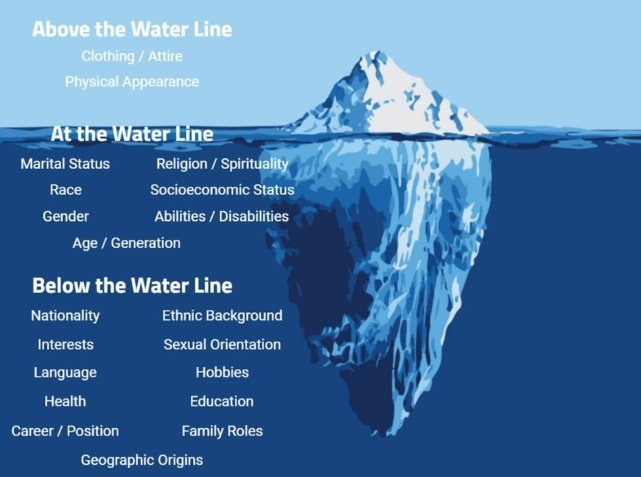 Above the Water Line
Clothing / Attire
Physical Appearance
At the Water Line
Marital Status
Religion / Spirituality
Race
Socioeconomic Status
Gender
Abilities / Disabilities
Age / Generation
Below the Water Line
Nationality
Ethnic Background
Interests
Sexual Orientation
Language
Hobbies
Health
Education
Career / Position
Family Roles
Geographic Origins